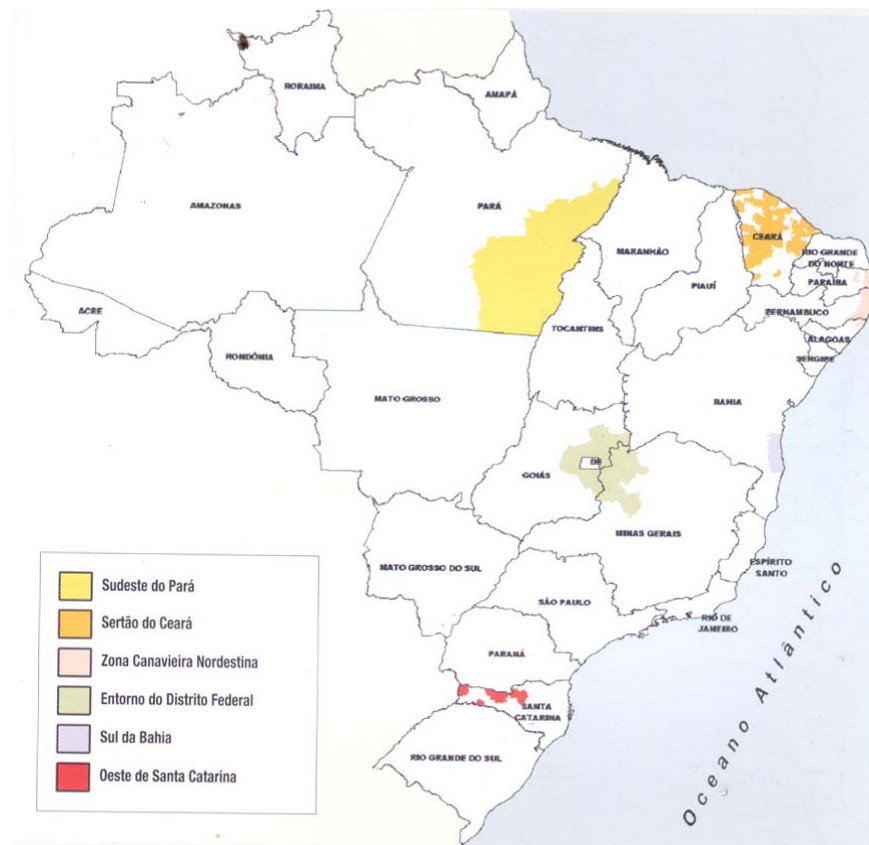 RORAIMA
AMAPÁ
AMAZONAS
PARÁ
MARANHÃO
CEARÁ
RIO GRANDE
DO NORTE
PARAÍBA
PIAUÍ
PERNAMBUCO
ACRE
ALAGOAS
SERGIPE
TOCANTINS
RONDÔNIA
MATO GROSSO
BAHIA
DF
GOIÁS
MINAS GERAIS
ESPÍRITO
SANTO
MATO GROSSO DO SUL
SÃO PAULO
RIO DE
JANEIRO
PARANÁ
SANTA
CATARINA
RIO GRANDE DO SUL
Oceano Atlântico
Sudeste do Pará
Sertão do Ceará
Zona Canavieira Nordestina
Entorno do Distrito Federal
Sul da Bahia
Oeste de Santa Catarina